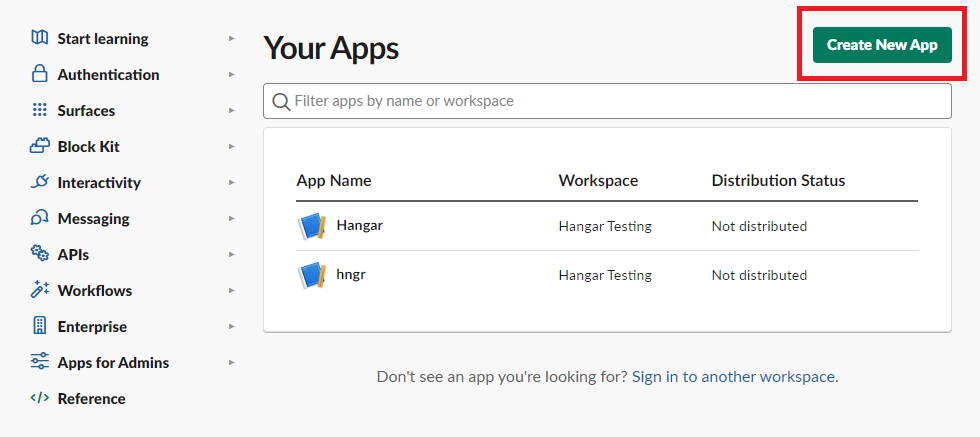 Start learning
Authentication
Surfaces
Block Kit
Interactivity
Messaging
APIs
Workflows
Enterprise
Apps for Admins
Reference
Your Apps
Create New App
Filter apps by name or workspace
App Name Workspace Distribution Status
Hangar Hangar Testing Not distributed
hngr Hangar Testing Not distributed
Don't see an app you're looking for? Sign in to another workspace.